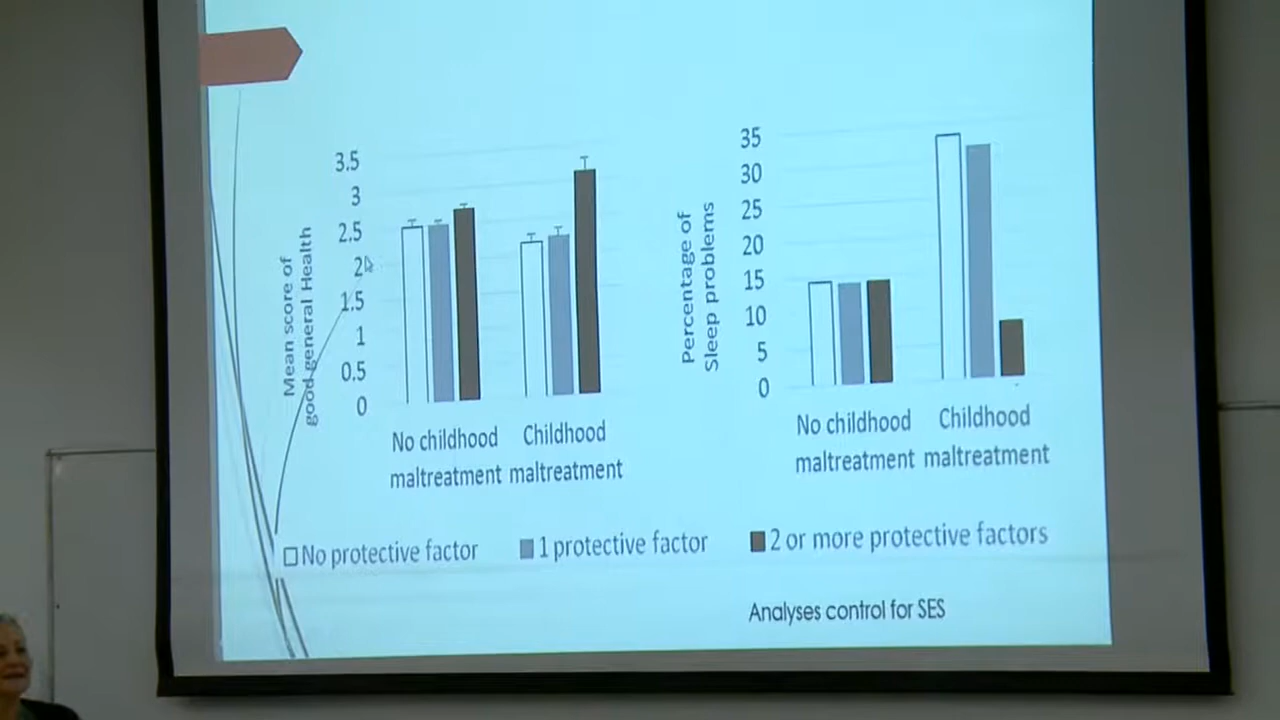 3.5
3
2.5
2
1.5
1
0.5
0
Mean score of
good general Health
No childhood
maltreatment
Childhood
maltreatment
35
30
25
20
15
10
5
0
Percentage of
Sleep problems
No childhood
maltreatment
Childhood
maltreatment
No protective factor
1 protective factor
2 or more protective factors
Analyses control for SES